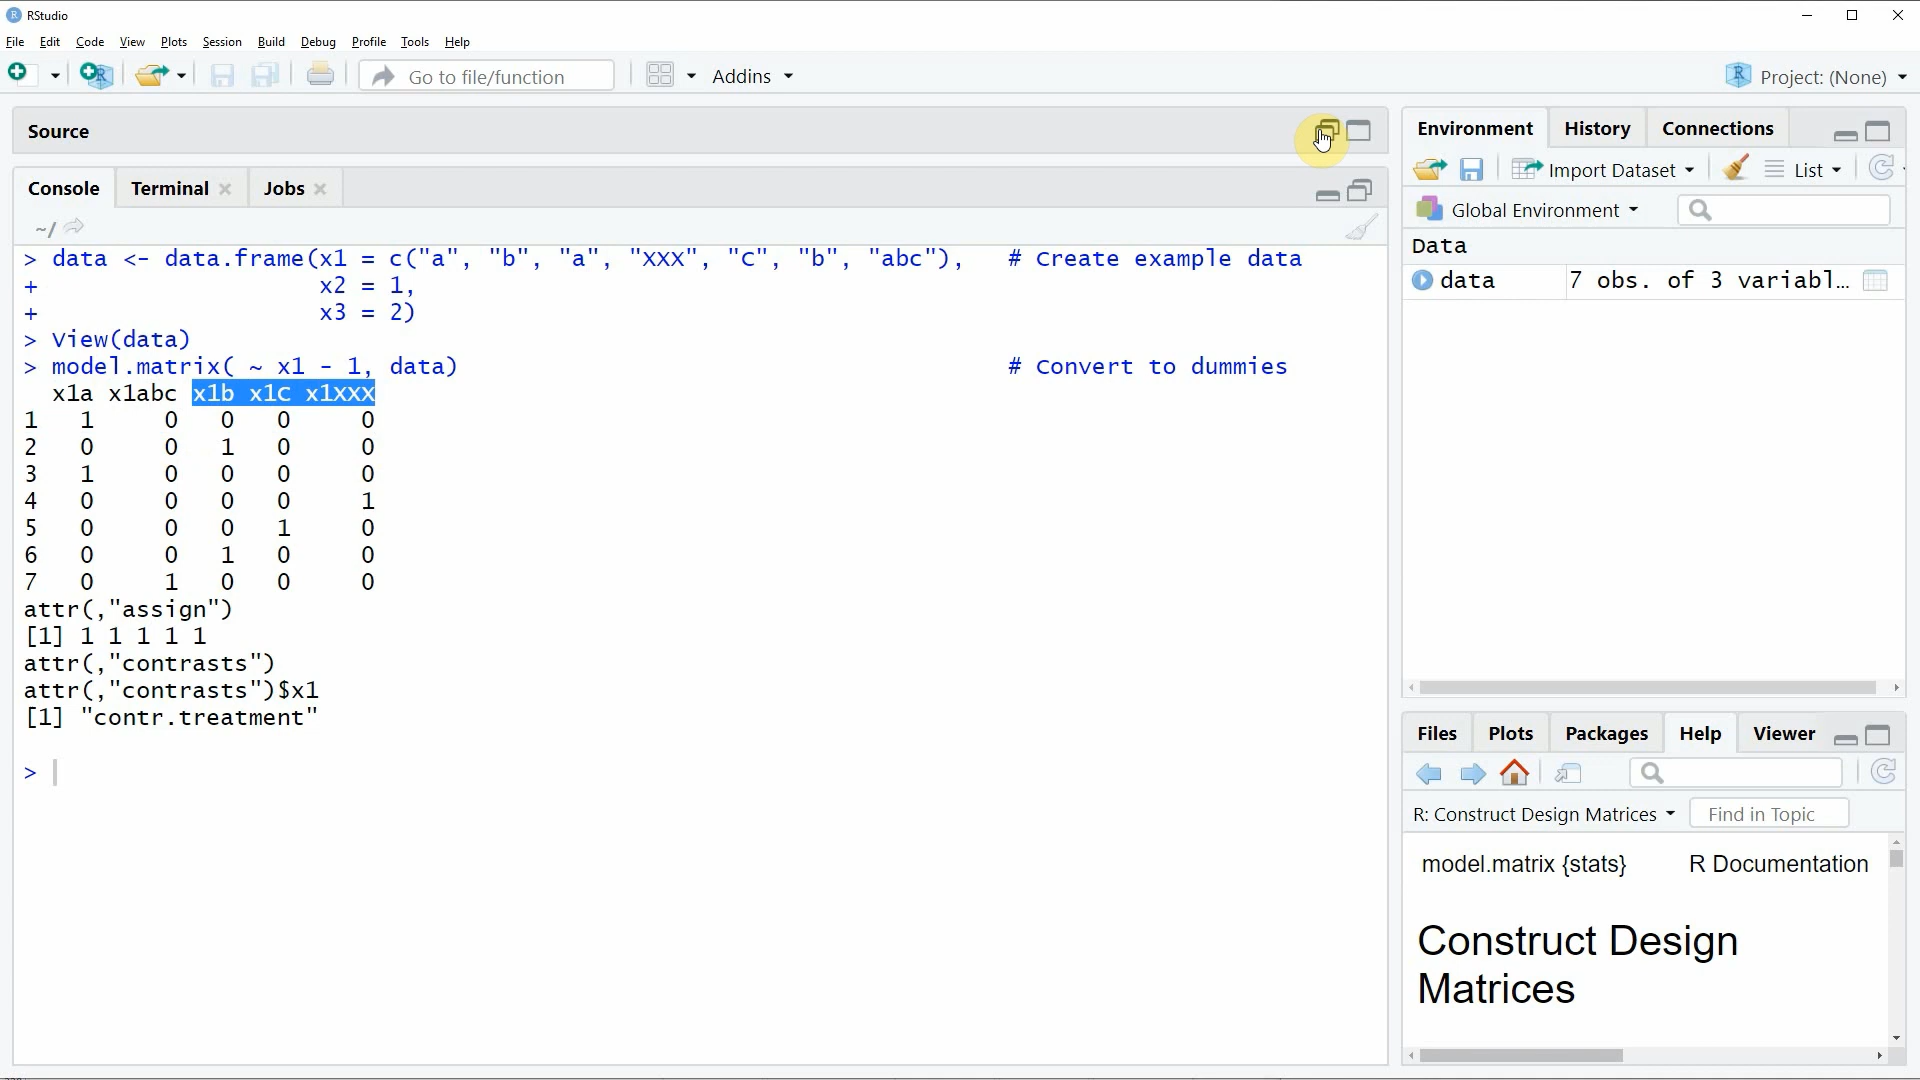 RStudio
File Edit Code View Plots Session Build Debug Profile Tools Help
Go to file/function Addins Project: (None)
Source
Console Terminal Jobs
~/
> data <- data.frame(x1 = c("a", "b", "a", "XXX", "C", "b", "abc"), # Create example data
+ x2 = 1,
+ x3 = 2)
> View(data)
> model.matrix( ~ x1 - 1, data) # Convert to dummies
x1a x1abc x1b x1C x1XXX
1 1 0 0 0 0
2 0 0 1 0 0
3 1 0 0 0 0
4 0 0 0 0 1
5 0 0 0 1 0
6 0 0 1 0 0
7 0 1 0 0 0
attr(,"assign")
[1] 1 1 1 1 1
attr(,"contrasts")
attr(,"contrasts")$x1
[1] "contr.treatment"
>
Environment History Connections
Import Dataset List
Global Environment
Data
data 7 obs. of 3 variabl…
Files Plots Packages Help Viewer
R: Construct Design Matrices Find in Topic
model.matrix {stats} R Documentation
Construct Design
Matrices